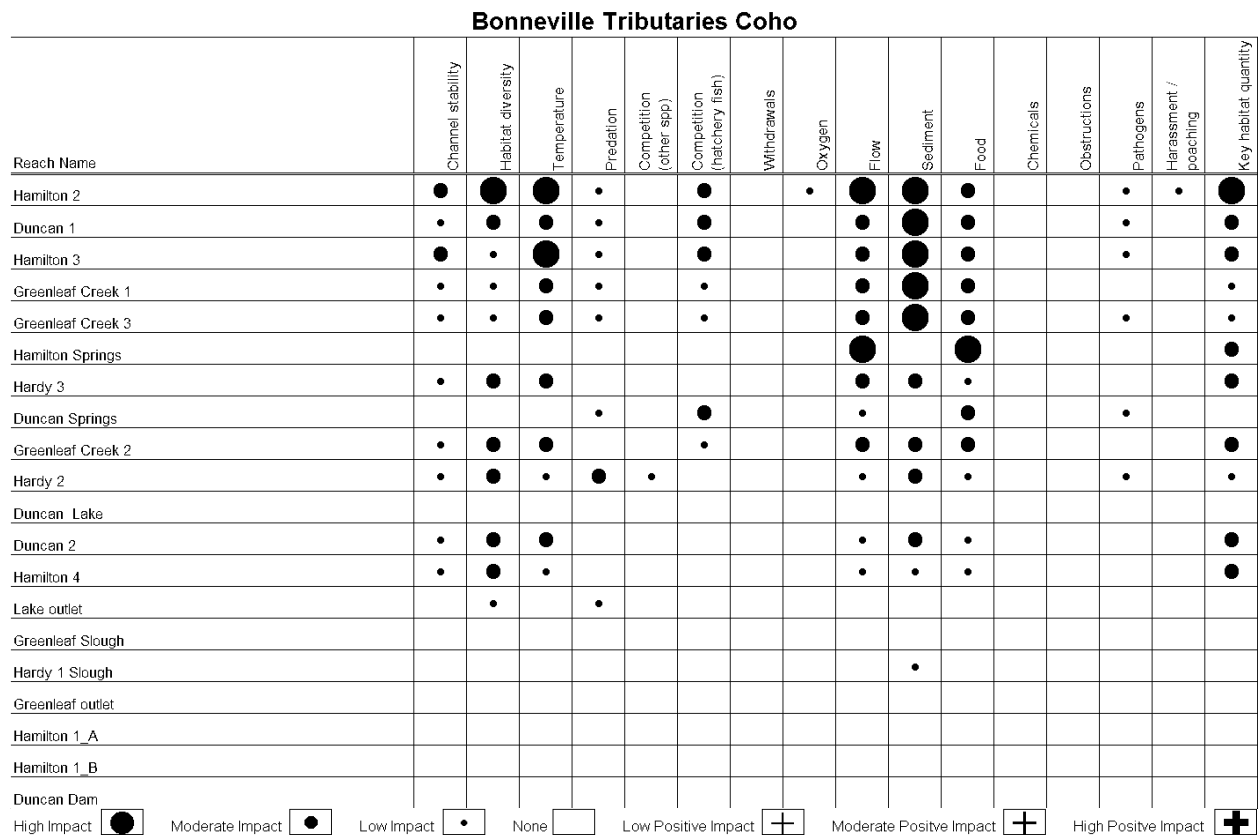 Bonneville Tributaries Coho
Reach Name
Channel stability
Habitat diversity
Temperature
Predation
Competition
(other spp)
Competition
(hatchery fish)
Withdrawals
Oxygen
Flow
Sediment
Food
Chemicals
Obstructions
Pathogens
Harassment /
poaching
Key habitat quantity
Hamilton 2
Duncan 1
Hamilton 3
Greenleaf Creek 1
Greenleaf Creek 3
Hamilton Springs
Hardy 3
Duncan Springs
Greenleaf Creek 2
Hardy 2
Duncan Lake
Duncan 2
Hamilton 4
Lake outlet
Greenleaf Slough
Hardy 1 Slough
Greenleaf outlet
Hamilton 1_A
Hamilton 1_B
Duncan Dam
High Impact Moderate Impact Low Impact None Low Positive Impact Moderate Positve Impact High Positve Impact